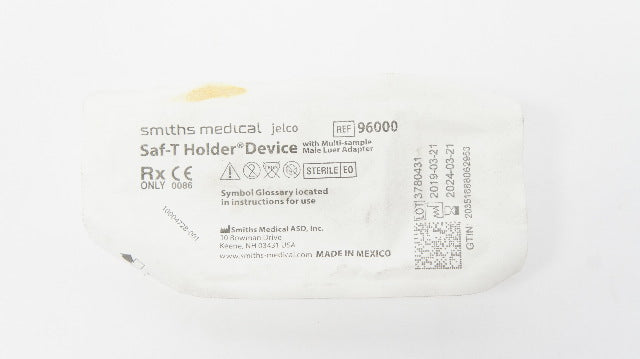 smiths medical jelco REF 96000
Saf-T Holder® Device with Multi-sample
Male Luer Adapter
Rx CE STERILE EO
ONLY 0086
Symbol Glossary located
in instructions for use
Smiths Medical ASD, Inc.
10 Bowman Drive
Keene, NH 03431 USA
www.smiths-medical.com MADE IN MEXICO
LOT 3780431
2019-03-21
2024-03-21